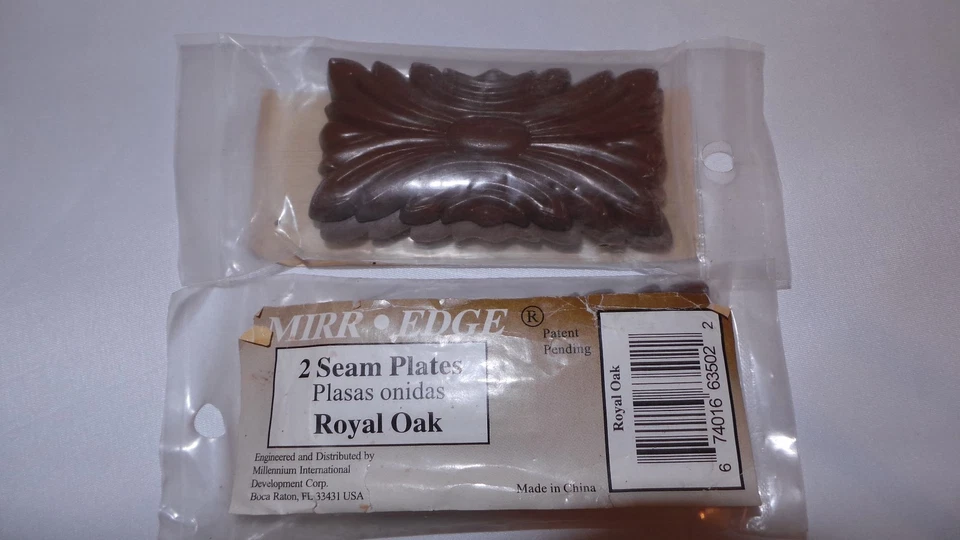 MIRR•EDGE ®
Patent
Pending
2 Seam Plates
Plasas onidas
Royal Oak
Engineered and Distributed by
Millennium International
Development Corp.
Boca Raton, FL 33431 USA
Made in China
Royal Oak
6 74016 63502 2